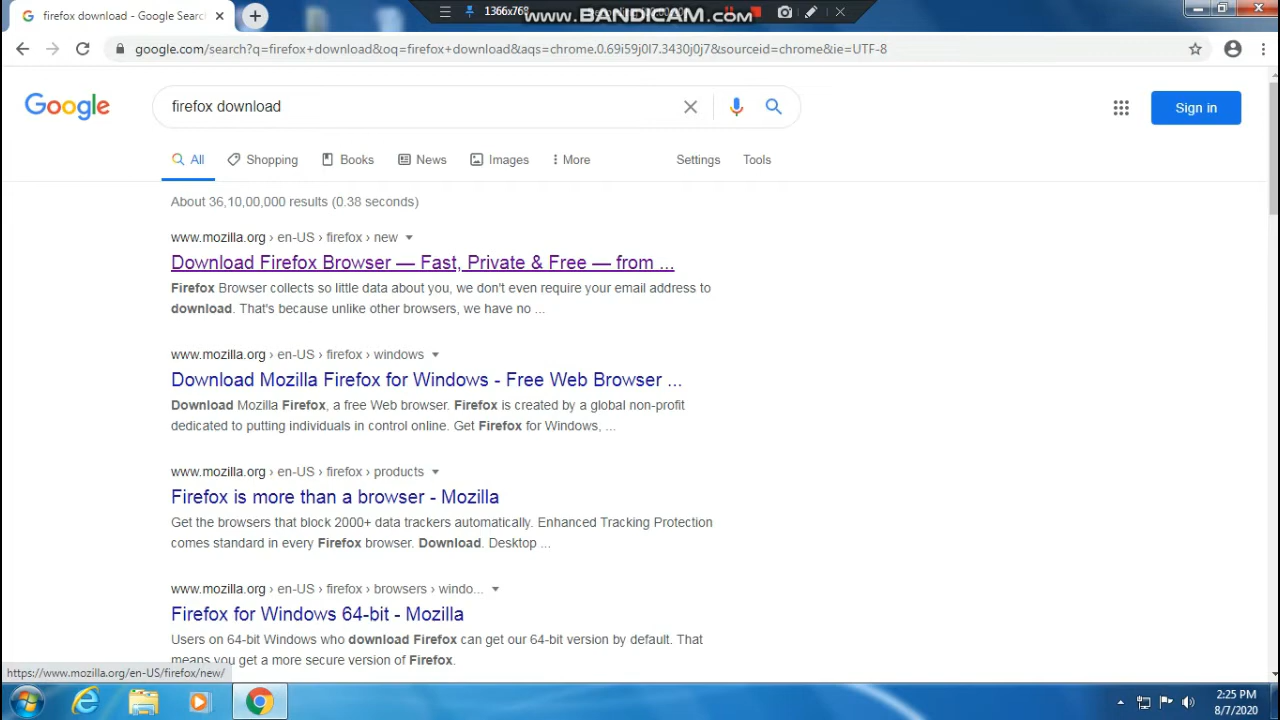 firefox download - Google Search
1366x768
www.BANDICAM.com
google.com/search?q=firefox+download&oq=firefox+download&aqs=chrome.0.69i59j0l7.3430j0j7&sourceid=chrome&ie=UTF-8
Google
firefox download
Sign in
All
Shopping
Books
News
Images
More
Settings
Tools
About 36,10,00,000 results (0.38 seconds)
www.mozilla.org › en-US › firefox › new
Download Firefox Browser — Fast, Private & Free — from ...
Firefox Browser collects so little data about you, we don't even require your email address to
download. That's because unlike other browsers, we have no ...
www.mozilla.org › en-US › firefox › windows
Download Mozilla Firefox for Windows - Free Web Browser ...
Download Mozilla Firefox, a free Web browser. Firefox is created by a global non-profit
dedicated to putting individuals in control online. Get Firefox for Windows, ...
www.mozilla.org › en-US › firefox › products
Firefox is more than a browser - Mozilla
Get the browsers that block 2000+ data trackers automatically. Enhanced Tracking Protection
comes standard in every Firefox browser. Download. Desktop ...
www.mozilla.org › en-US › firefox › browsers › windo...
Firefox for Windows 64-bit - Mozilla
Users on 64-bit Windows who download Firefox can get our 64-bit version by default. That
means you get a more secure version of Firefox.
https://www.mozilla.org/en-US/firefox/new/
2:25 PM
8/7/2020